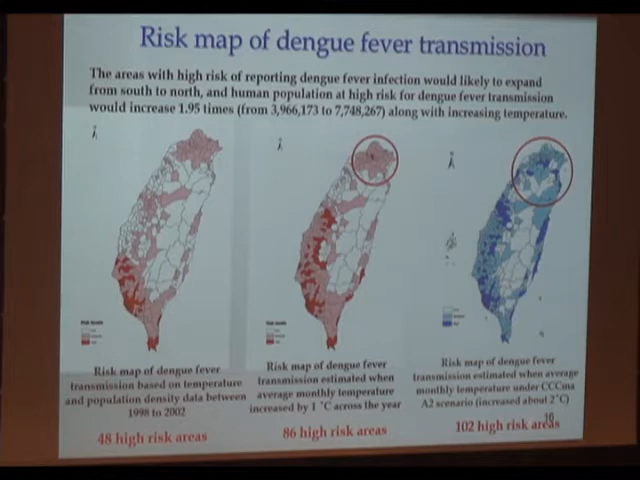 Risk map of dengue fever transmission
The areas with high risk of reporting dengue fever infection would likely to expand
from south to north, and human population at high risk for dengue fever transmission
would increase 1.95 times (from 3,966,173 to 7,748,267) along with increasing temperature.
Risk map of dengue fever
transmission based on temperature
and population density data between
1998 to 2002
48 high risk areas
Risk map of dengue fever
transmission estimated when
average monthly temperature
increased by 1 °C across the year
86 high risk areas
Risk map of dengue fever
transmission estimated when average
monthly temperature under CCCma
A2 scenario (increased about 2°C)
16
102 high risk areas